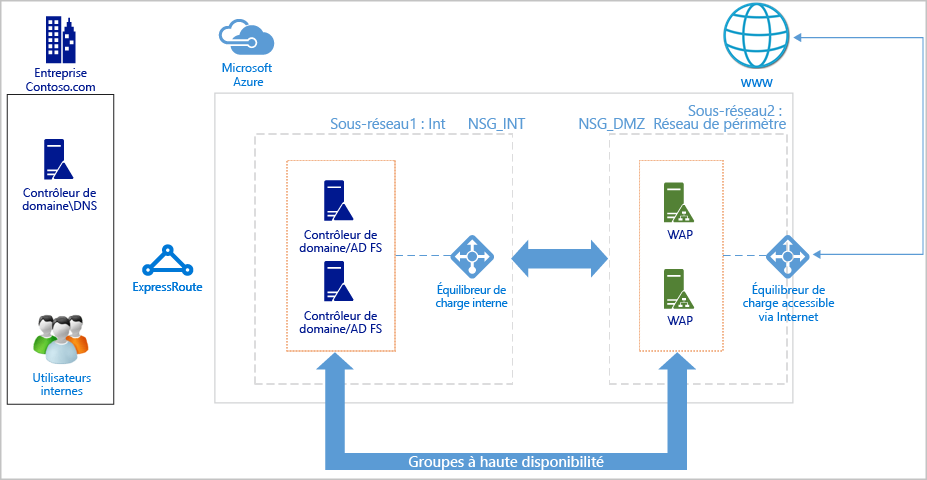 Entreprise
Contoso.com
Contrôleur de
domaine\DNS
ExpressRoute
Utilisateurs
internes
Microsoft
Azure
www
Sous-réseau1 : Int
NSG_INT
Contrôleur de
domaine/AD FS
Contrôleur de
domaine/AD FS
Équilibreur de
charge interne
Sous-réseau2 :
NSG_DMZ Réseau de périmètre
WAP
WAP
Équilibreur de
charge accessible
via Internet
Groupes à haute disponibilité